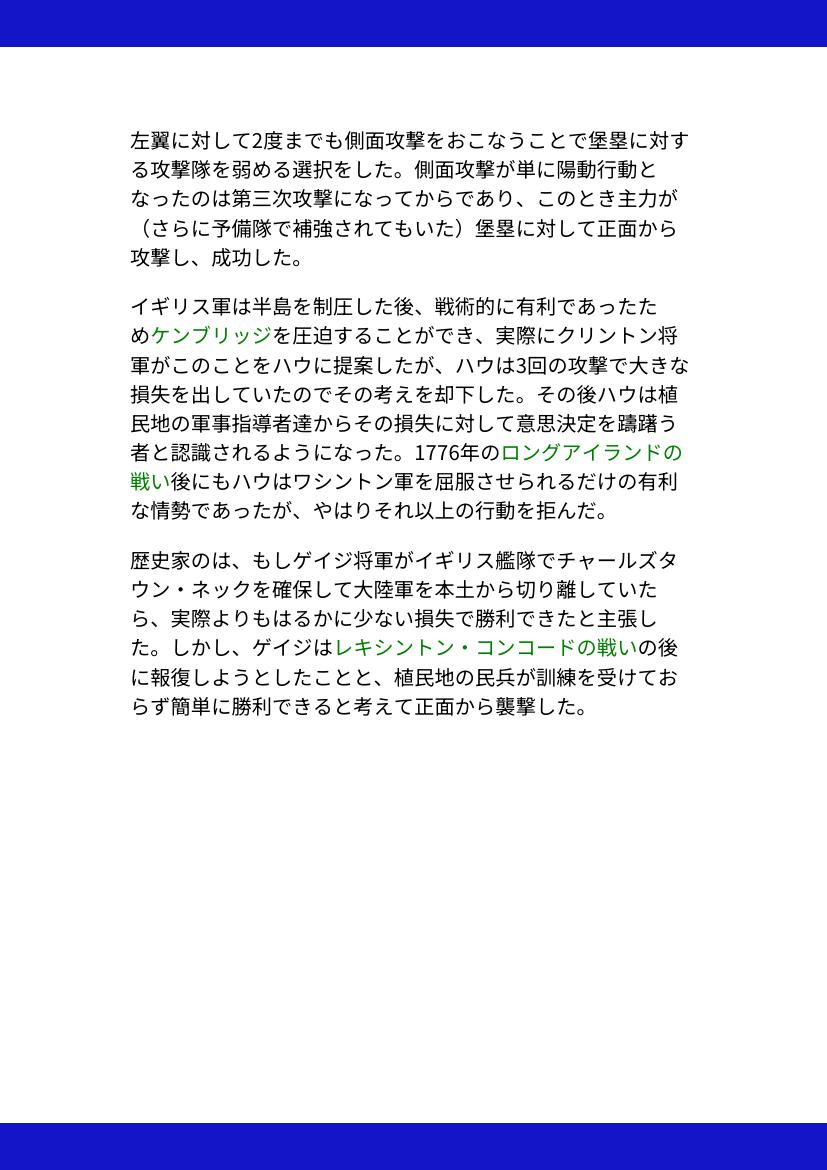 左翼に対して2度までも側面攻撃をおこなうことで堡塁に対す
る攻撃隊を弱める選択をした。側面攻撃が単に陽動行動と
なったのは第三次攻撃になってからであり、このとき主力が
（さらに予備隊で補強されてもいた）堡塁に対して正面から
攻撃し、成功した。
イギリス軍は半島を制圧した後、戦術的に有利であったた
めケンブリッジを圧迫することができ、実際にクリントン将
軍がこのことをハウに提案したが、ハウは3回の攻撃で大きな
損失を出していたのでその考えを却下した。その後ハウは植
民地の軍事指導者達からその損失に対して意思決定を躊躇う
者と認識されるようになった。1776年のロングアイランドの
戦い後にもハウはワシントン軍を屈服させられるだけの有利
な情勢であったが、やはりそれ以上の行動を拒んだ。
歴史家のは、もしゲイジ将軍がイギリス艦隊でチャールズタ
ウン・ネックを確保して大陸軍を本土から切り離していた
ら、実際よりもはるかに少ない損失で勝利できたと主張し
た。しかし、ゲイジはレキシントン・コンコードの戦いの後
に報復しようとしたことと、植民地の民兵が訓練を受けてお
らず簡単に勝利できると考えて正面から襲撃した。